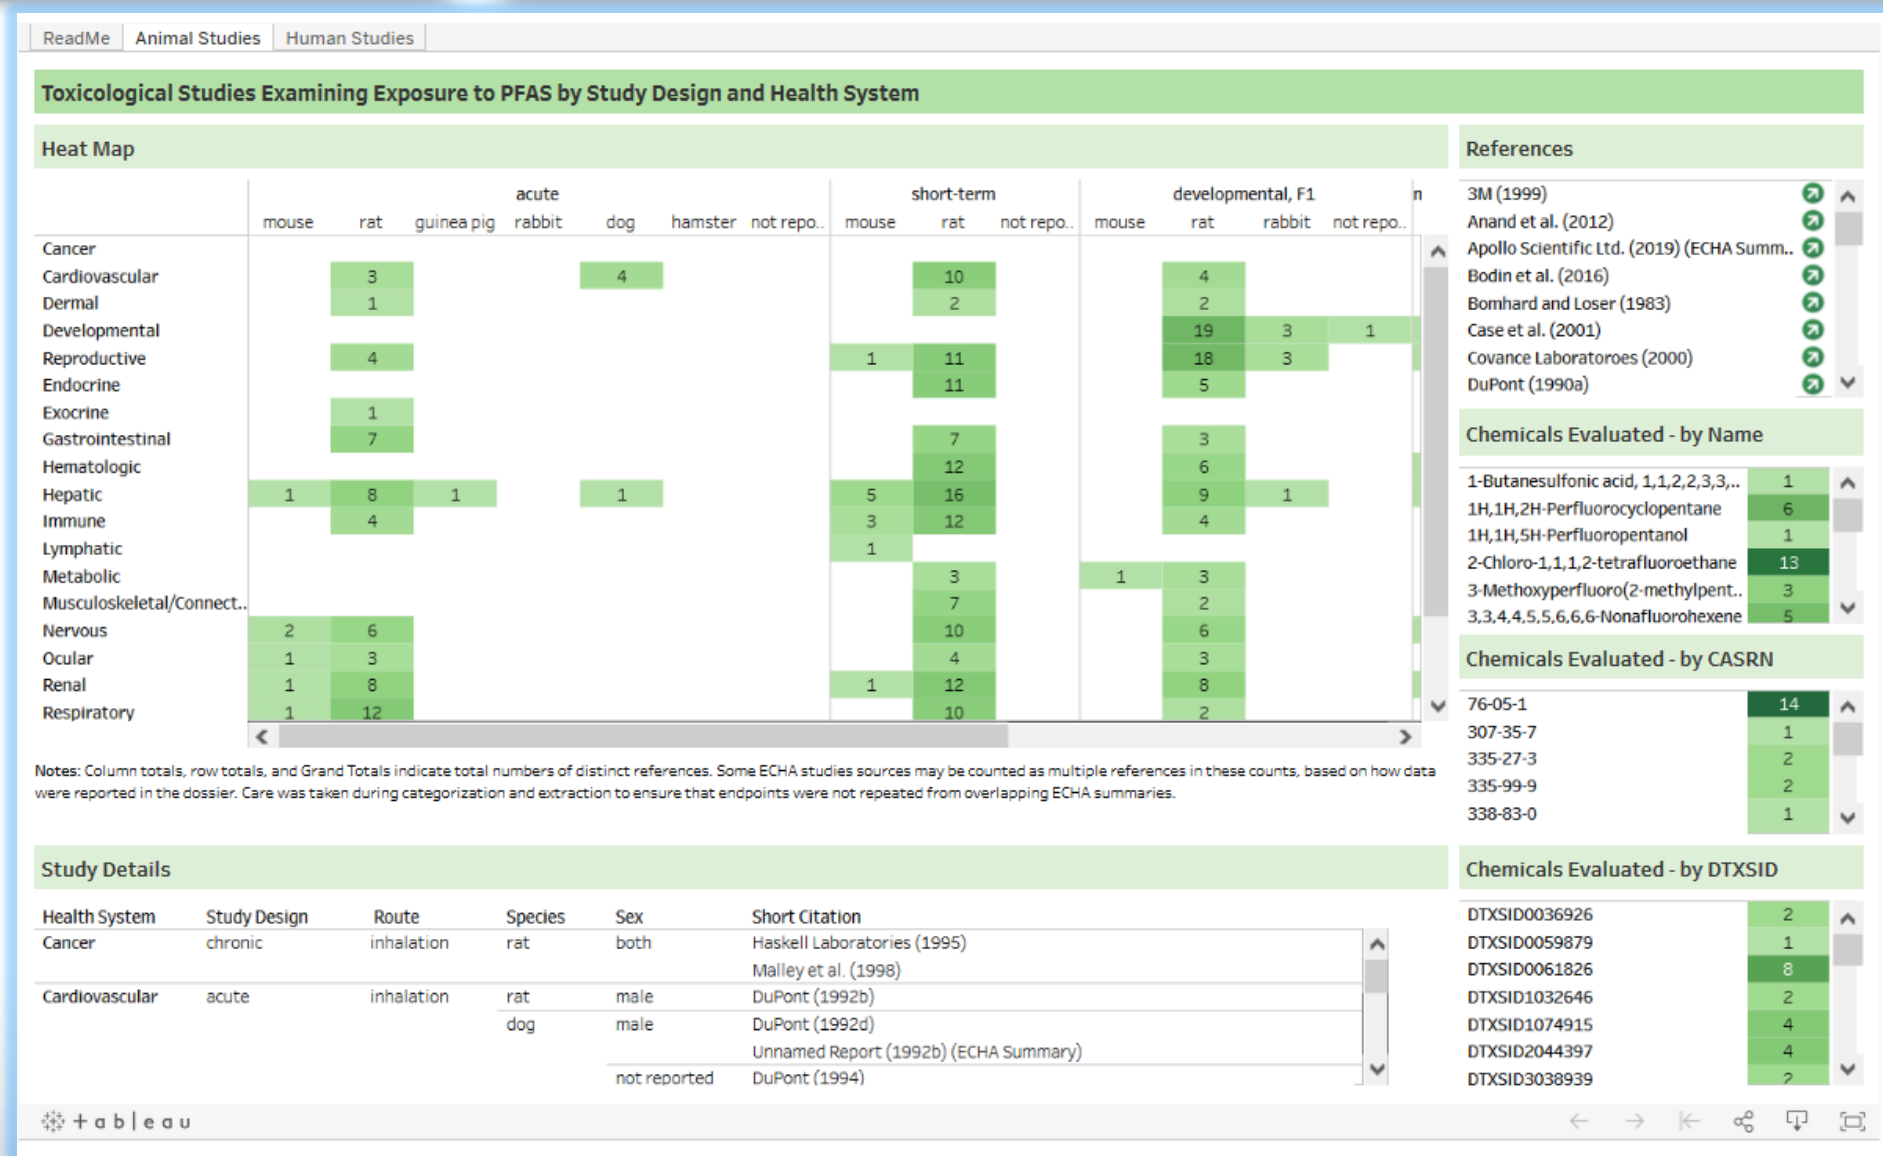 ReadMe Animal Studies Human Studies
Toxicological Studies Examining Exposure to PFAS by Study Design and Health System
Heat Map
acute short-term developmental, F1 n
mouse rat guinea pig rabbit dog hamster not repo.. mouse rat not repo.. mouse rat rabbit not repo..
Cancer
Cardiovascular 3 4 10 4
Dermal 1 2 2
Developmental 19 3 1
Reproductive 4 1 11 18 3
Endocrine 11 5
Exocrine 1
Gastrointestinal 7 7 3
Hematologic 12 6
Hepatic 1 8 1 1 5 16 9 1
Immune 4 3 12 4
Lymphatic 1
Metabolic 3 1 3
Musculoskeletal/Connect.. 7 2
Nervous 2 6 10 6
Ocular 1 3 4 3
Renal 1 8 1 12 8
Respiratory 1 12 10 2
Notes: Column totals, row totals, and Grand Totals indicate total numbers of distinct references. Some ECHA studies sources may be counted as multiple references in these counts, based on how data
were reported in the dossier. Care was taken during categorization and extraction to ensure that endpoints were not repeated from overlapping ECHA summaries.
References
3M (1999)
Anand et al. (2012)
Apollo Scientific Ltd. (2019) (ECHA Summ..
Bodin et al. (2016)
Bomhard and Loser (1983)
Case et al. (2001)
Covance Laboratoroes (2000)
DuPont (1990a)
Chemicals Evaluated - by Name
1-Butanesulfonic acid, 1,1,2,2,3,3,.. 1
1H,1H,2H-Perfluorocyclopentane 6
1H,1H,5H-Perfluoropentanol 1
2-Chloro-1,1,1,2-tetrafluoroethane 13
3-Methoxyperfluoro(2-methylpent.. 3
3,3,4,4,5,5,6,6,6-Nonafluorohexene 5
Chemicals Evaluated - by CASRN
76-05-1 14
307-35-7 1
335-27-3 2
335-99-9 2
338-83-0 1
Study Details
Health System Study Design Route Species Sex Short Citation
Cancer chronic inhalation rat both Haskell Laboratories (1995)
Malley et al. (1998)
Cardiovascular acute inhalation rat male DuPont (1992b)
dog male DuPont (1992d)
Unnamed Report (1992b) (ECHA Summary)
not reported DuPont (1994)
Chemicals Evaluated - by DTXSID
DTXSID0036926 2
DTXSID0059879 1
DTXSID0061826 8
DTXSID1032646 2
DTXSID1074915 4
DTXSID2044397 4
DTXSID3038939 2
+ableau